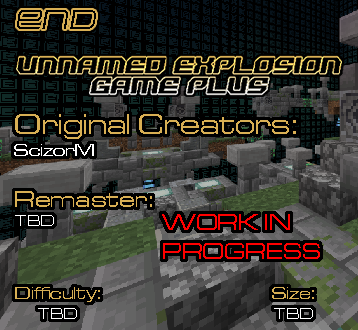 END
UNNAMED EXPLOSION
GAME PLUS
Original Creators:
ScizorM
Remaster:
TBD
WORK IN
PROGRESS
Difficulty:
TBD
Size:
TBD